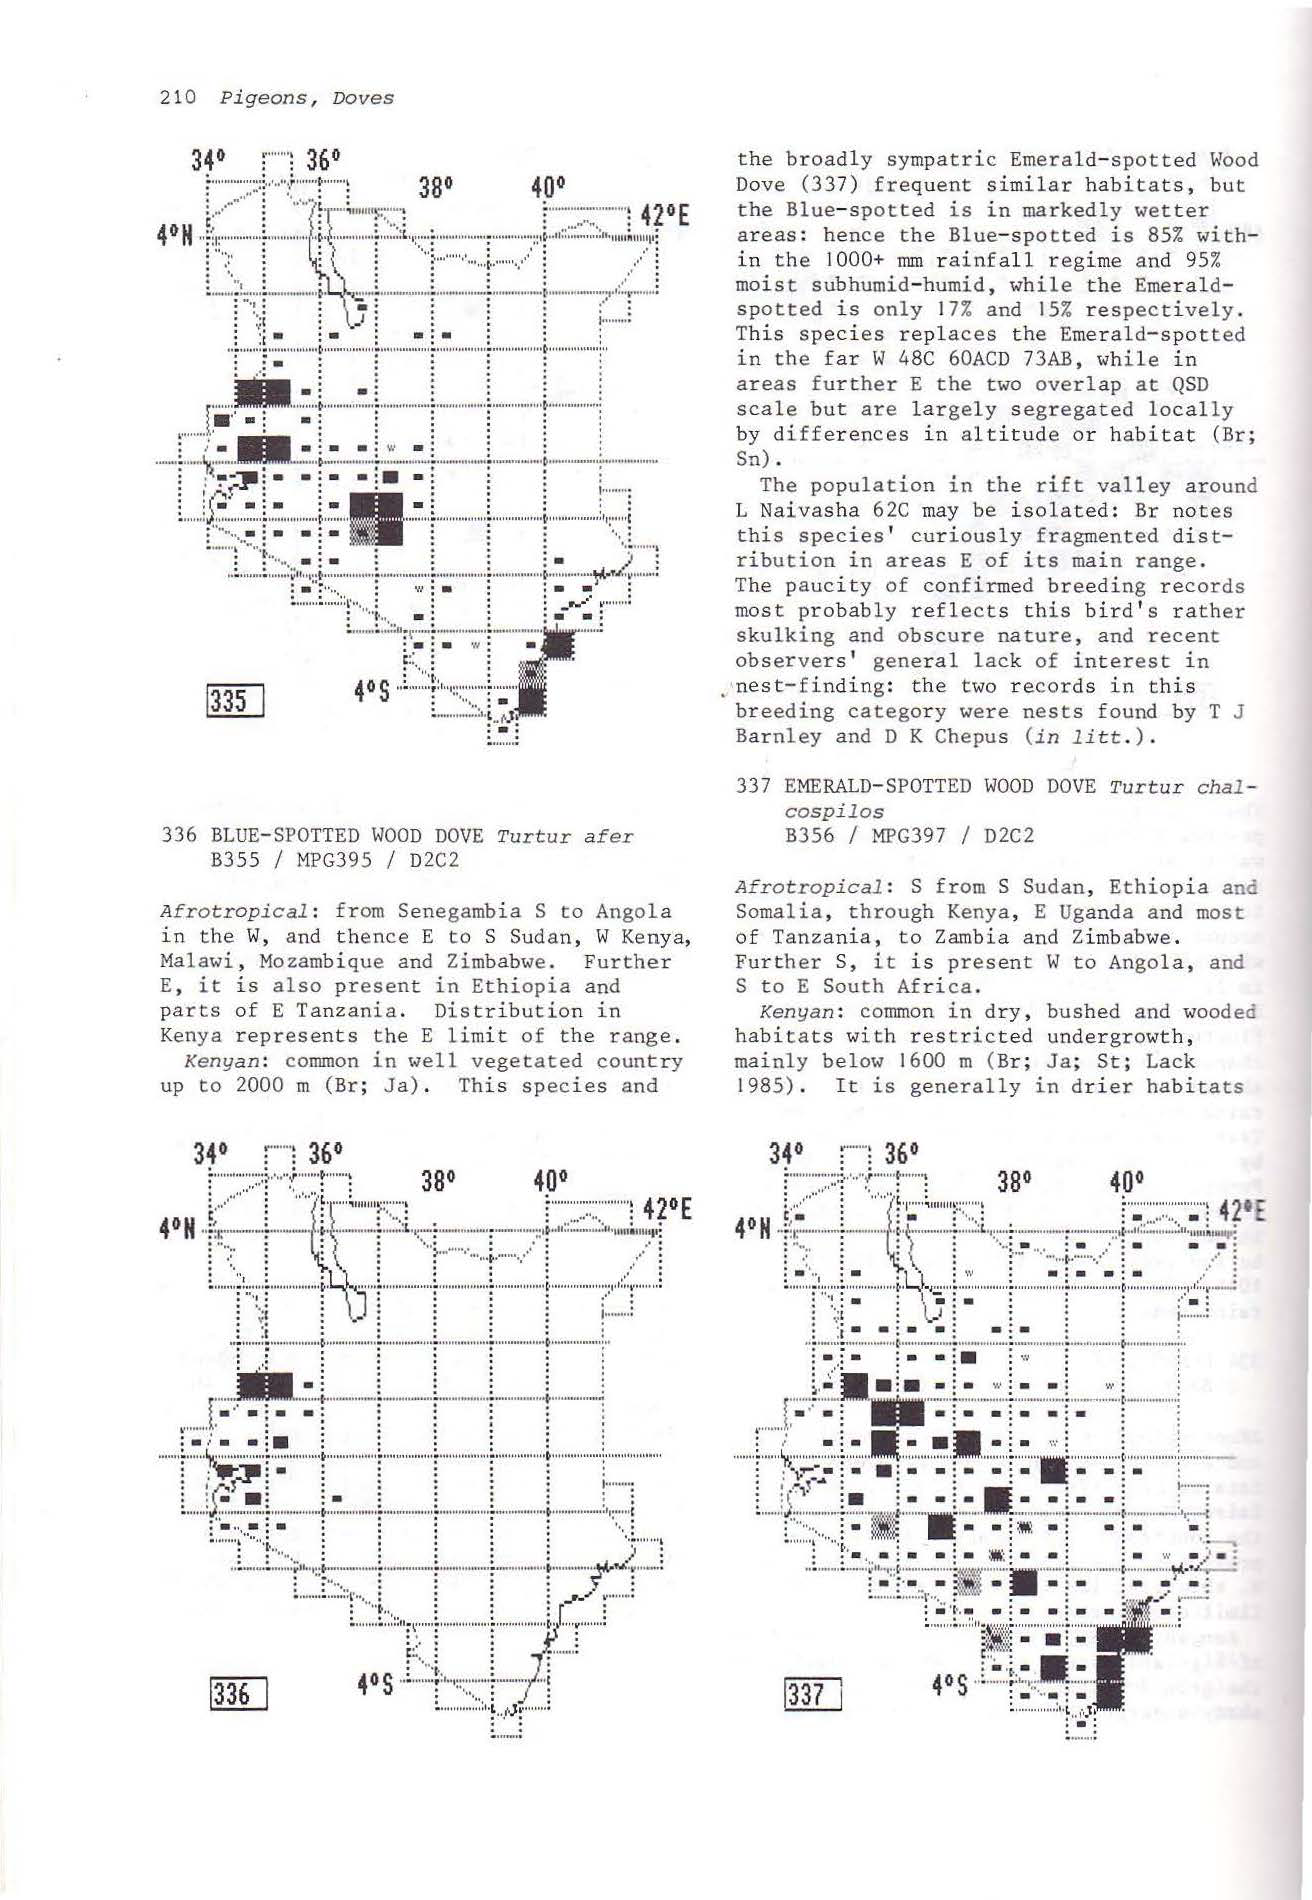 210 Pigeons, Doves
34° 36°
38° 40°
42°E
4°N
4°S
335
336 BLUE-SPOTTED WOOD DOVE Turtur afer
B355 / MPG395 / D2C2
Afrotropical: from Senegambia S to Angola
in the W, and thence E to S Sudan, W Kenya,
Malawi, Mozambique and Zimbabwe. Further
E, it is also present in Ethiopia and
parts of E Tanzania. Distribution in
Kenya represents the E limit of the range.
Kenyan: common in well vegetated country
up to 2000 m (Br; Ja). This species and
the broadly sympatric Emerald-spotted Wood
Dove (337) frequent similar habitats, but
the Blue-spotted is in markedly wetter
areas: hence the Blue-spotted is 85% with-
in the 1000+ mm rainfall regime and 95%
moist subhumid-humid, while the Emerald-
spotted is only 17% and 15% respectively.
This species replaces the Emerald-spotted
in the far W 48C 60ACD 73AB, while in
areas further E the two overlap at QSD
scale but are largely segregated locally
by differences in altitude or habitat (Br;
Sn).
The population in the rift valley around
L Naivasha 62C may be isolated: Br notes
this species' curiously fragmented dist-
ribution in areas E of its main range.
The paucity of confirmed breeding records
most probably reflects this bird's rather
skulking and obscure nature, and recent
observers' general lack of interest in
nest-finding: the two records in this
breeding category were nests found by T J
Barnley and D K Chepus (in litt.).
337 EMERALD-SPOTTED WOOD DOVE Turtur chal-
cospilos
B356 / MPG397 / D2C2
Afrotropical: S from S Sudan, Ethiopia and
Somalia, through Kenya, E Uganda and most
of Tanzania, to Zambia and Zimbabwe.
Further S, it is present W to Angola, and
S to E South Africa.
Kenyan: common in dry, bushed and wooded
habitats with restricted undergrowth,
mainly below 1600 m (Br; Ja; St; Lack
1985). It is generally in drier habitats
34° 36°
38° 40°
42°E
4°N
4°S
336
34° 36°
38° 40°
42°E
4°N
4°S
337